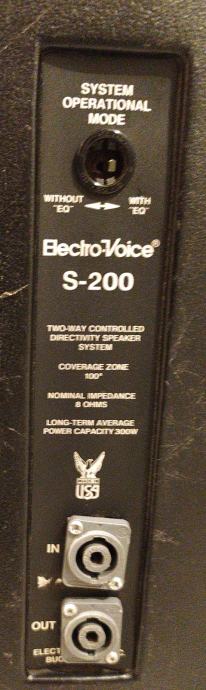 SYSTEM
OPERATIONAL
MODE
WITHOUT WITH
"EQ" "EQ"
Electro-Voice®
S-200
TWO-WAY CONTROLLED
DIRECTIVITY SPEAKER
SYSTEM
COVERAGE ZONE
100°
NOMINAL IMPEDANCE
8 OHMS
LONG-TERM AVERAGE
POWER CAPACITY 300W
MADE IN
USA
IN
OUT